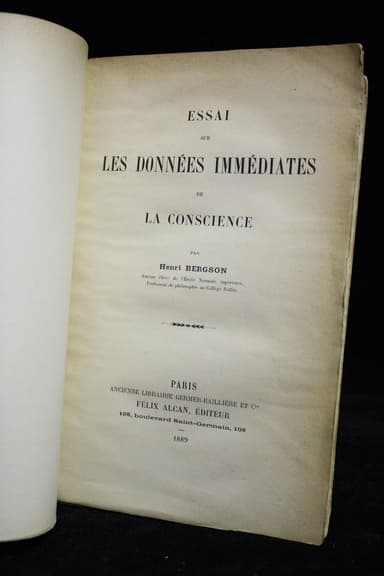 ESSAI
SUR
LES DONNÉES IMMÉDIATES
DE
LA CONSCIENCE
PAR
Henri BERGSON
Ancien élève de l'École Normale supérieure,
Professeur de philosophie au Collège Rollin.
PARIS
ANCIENNE LIBRAIRIE GERMER-BAILLIÈRE ET Cie
FÉLIX ALCAN, ÉDITEUR
108, boulevard Saint-Germain, 108
1889